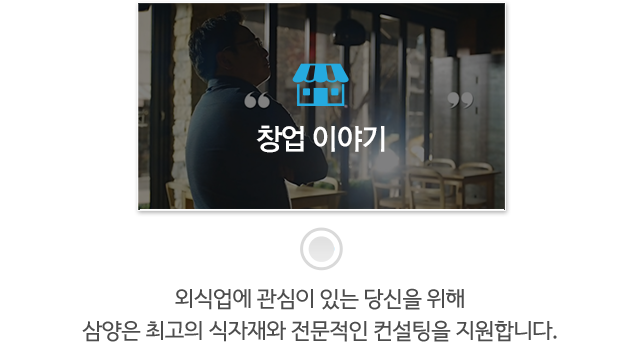 “ ”
창업 이야기
외식업에 관심이 있는 당신을 위해
삼양은 최고의 식자재와 전문적인 컨설팅을 지원합니다.